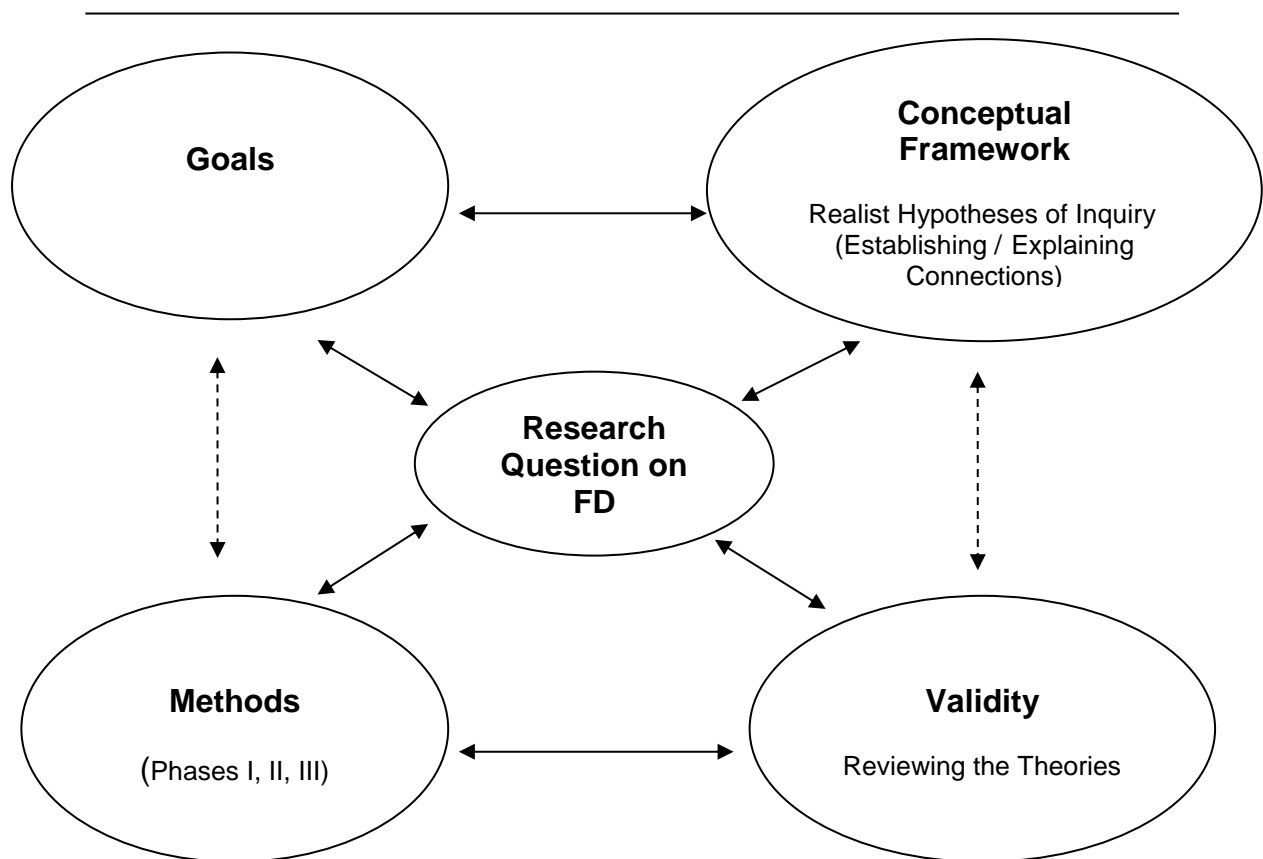 Goals
Conceptual
Framework
Realist Hypotheses of Inquiry
(Establishing / Explaining
Connections)
Research
Question on
FD
Methods
(Phases I, II, III)
Validity
Reviewing the Theories